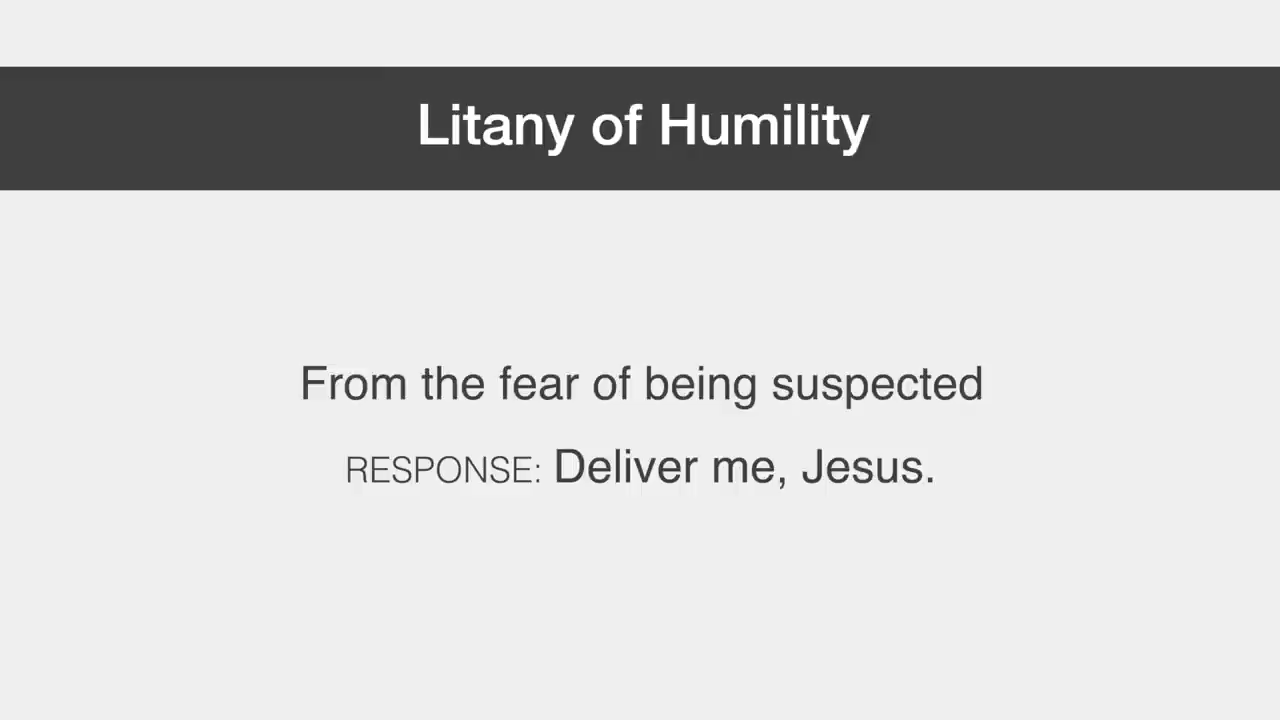 Litany of Humility
From the fear of being suspected
RESPONSE: Deliver me, Jesus.